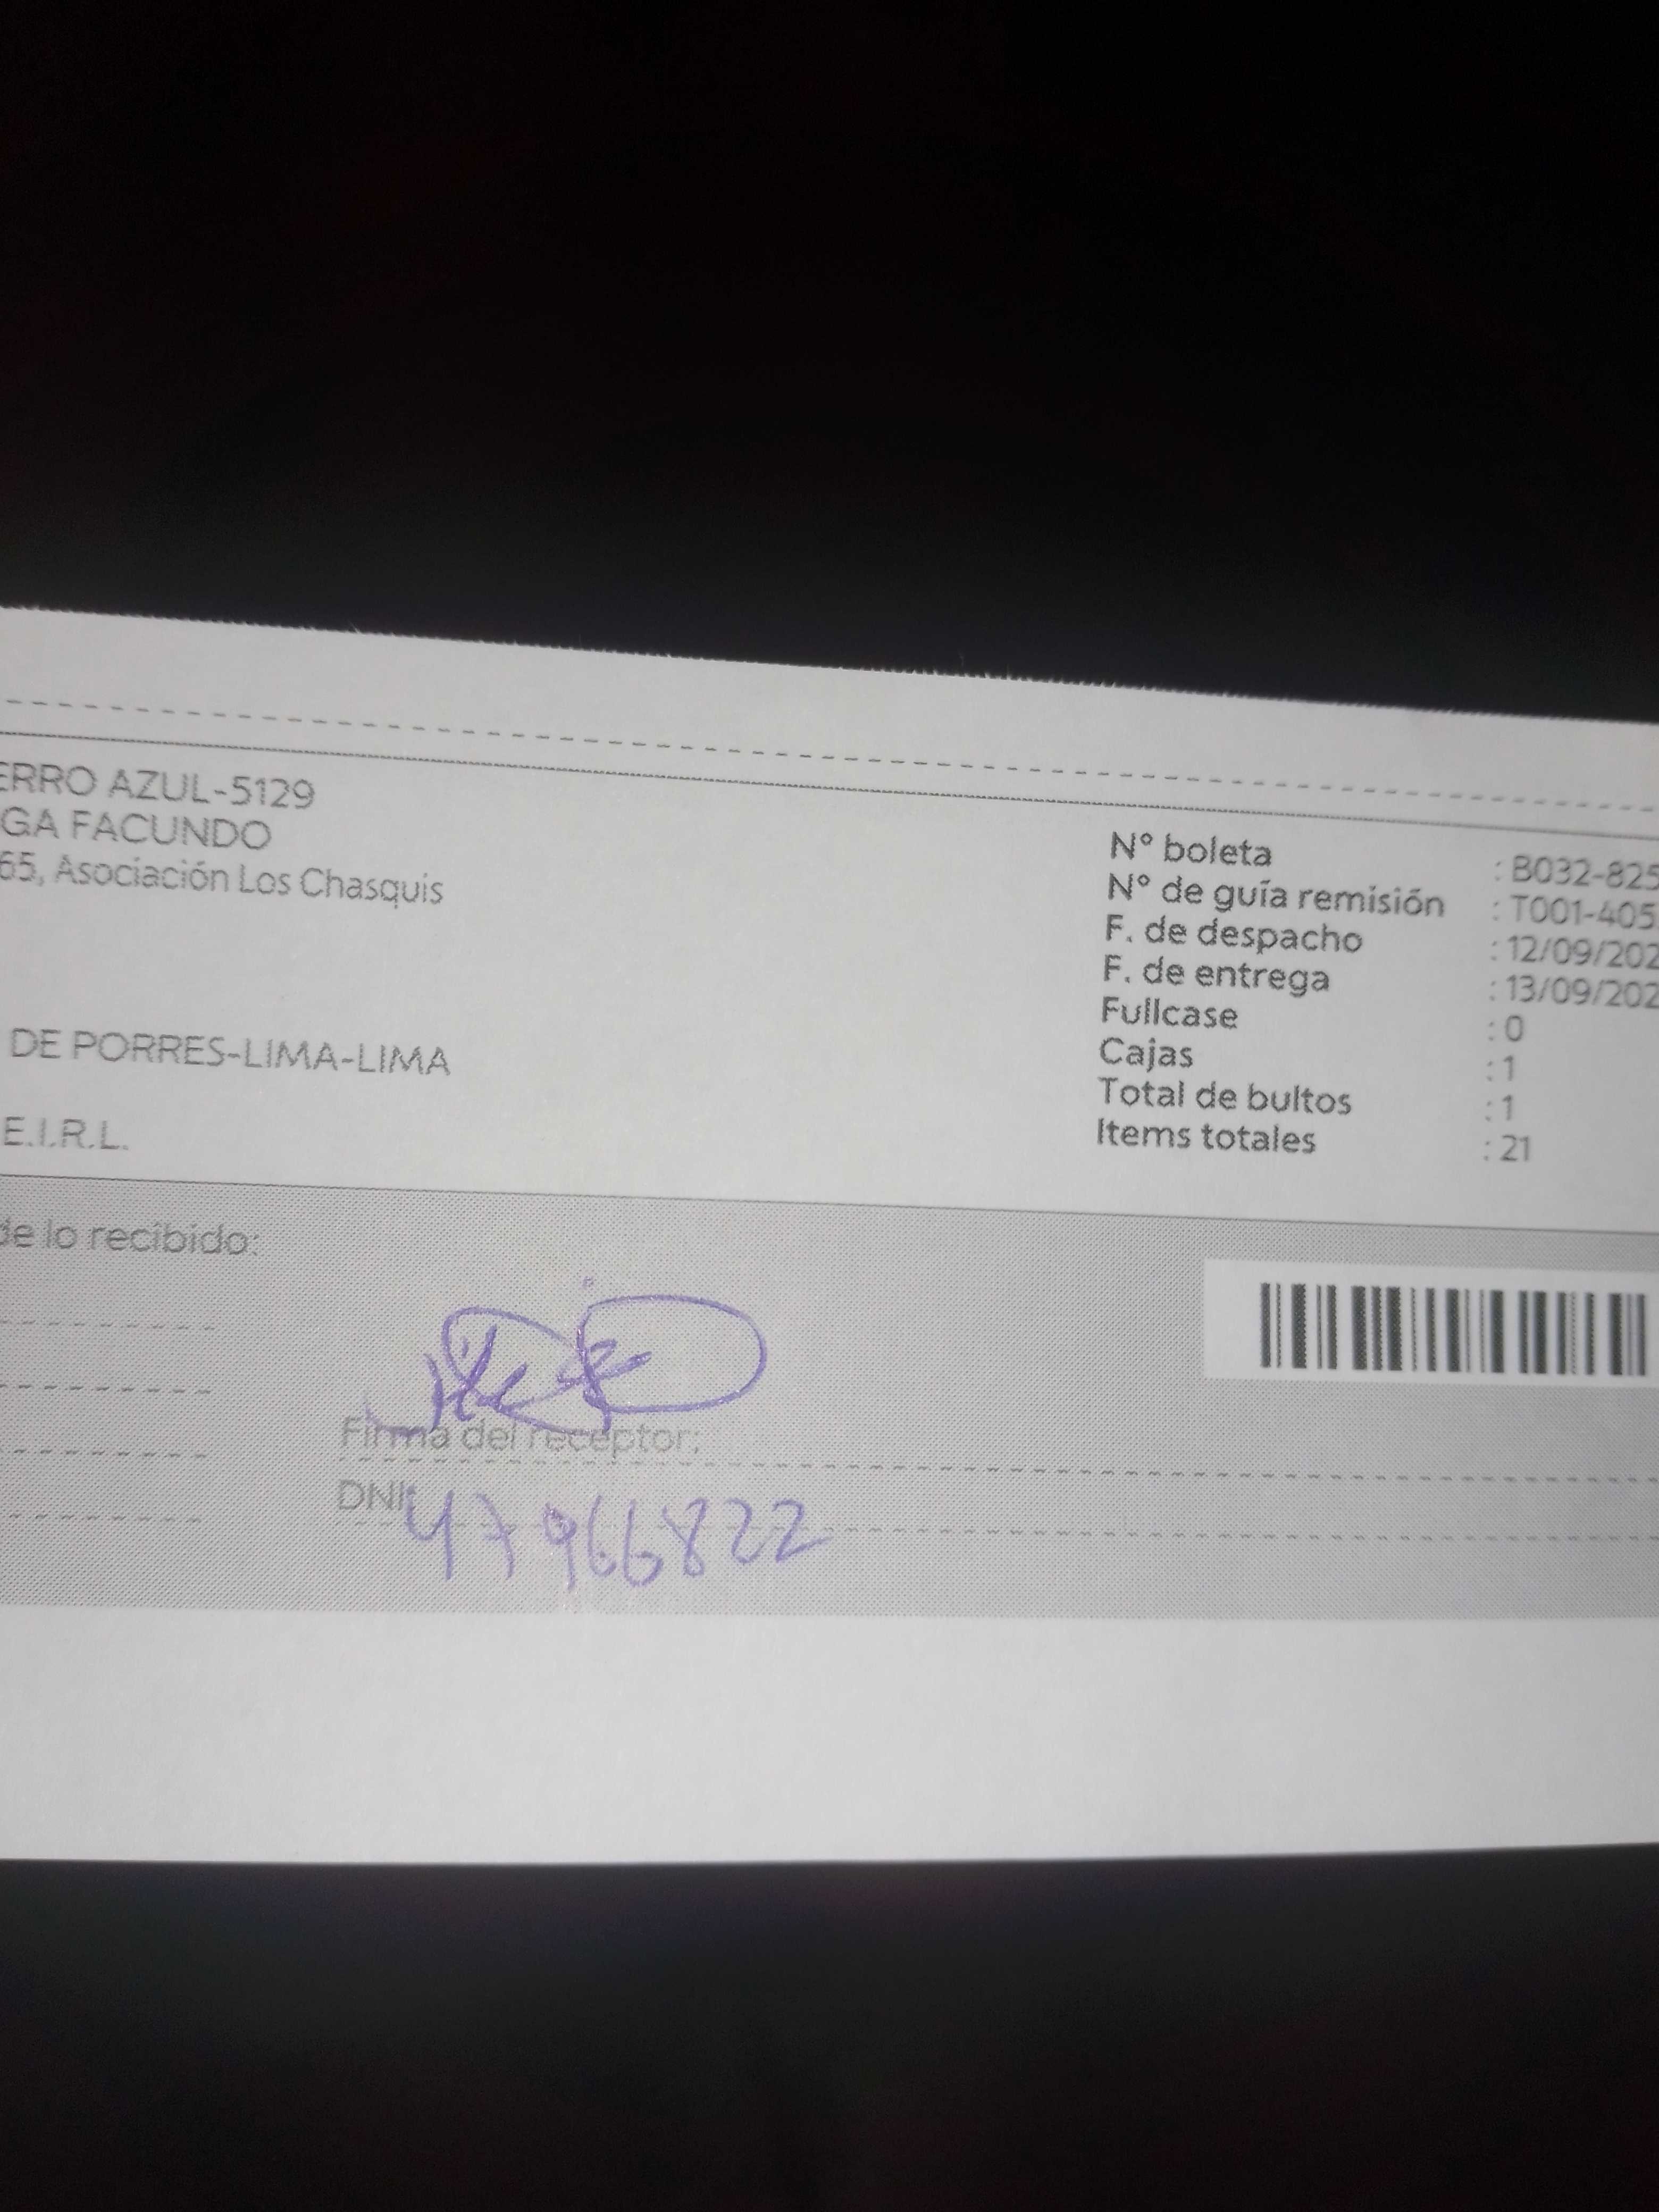 ERRO AZUL-5129
GA FACUNDO
65, Asociación Los Chasquis
DE PORRES-LIMA-LIMA
E.I.R.L.
N° boleta : B032-825
N° de guía remisión : T001-405
F. de despacho : 12/09/202
F. de entrega : 13/09/202
Fullcase : 0
Cajas : 1
Total de bultos : 1
Items totales : 21
de lo recibido:
Firma del receptor:
DNI: 47966822